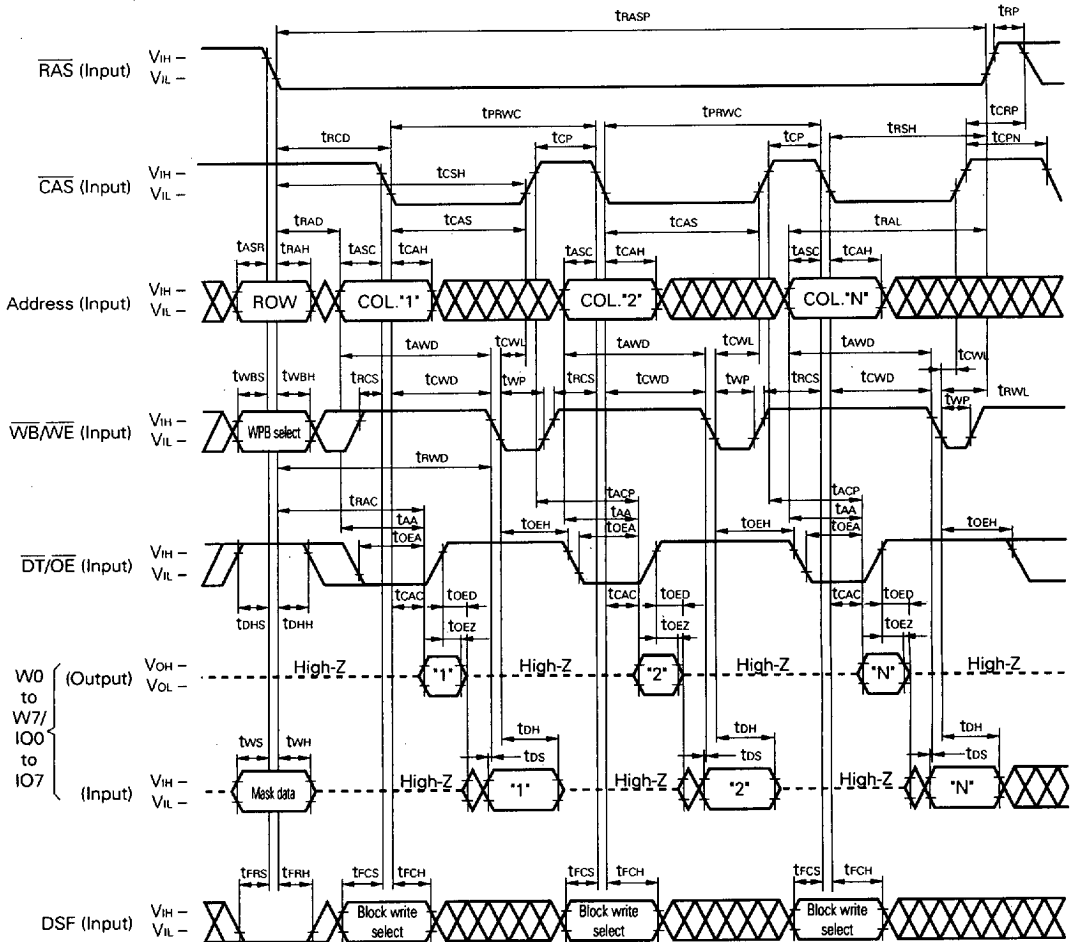 tRASP tRP
RAS (Input) VIH –
VIL –
tPRWC tPRWC tCRP
tRCD tCP tCP tRSH tCPN
CAS (Input) VIH –
VIL –
tCSH
tRAD tCAS tCAS tRAL
tASR tRAH tASC tCAH tASC tCAH tASC tCAH
Address (Input) VIH –
VIL –
ROW COL."1" COL."2" COL."N"
tAWD tCWL tAWD tCWL tAWD tCWL
tWBS tWBH tRCS tCWD tWP tRCS tCWD tWP tRCS tCWD tWP tRWL
WB/WE (Input) VIH –
VIL –
WPB select
tRWD
tRAC tACP tACP
tAA tAA tAA
tOEA tOEH tOEA tOEH tOEA tOEH
DT/OE (Input) VIH –
VIL –
tCAC tOED tCAC tOED tCAC tOED
tDHS tDHH tOEZ tOEZ tOEZ
W0
to
W7/
IO0
to
IO7
(Output) VOH –
VOL –
High-Z "1" High-Z "2" High-Z "N" High-Z
tWS tWH tDH tDH tDH
tDS tDS tDS
(Input) VIH –
VIL –
Mask data High-Z "1" High-Z "2" High-Z "N"
tFRS tFRH tFCS tFCH tFCS tFCH tFCS tFCH
DSF (Input) VIH –
VIL –
Block write
select
Block write
select
Block write
select